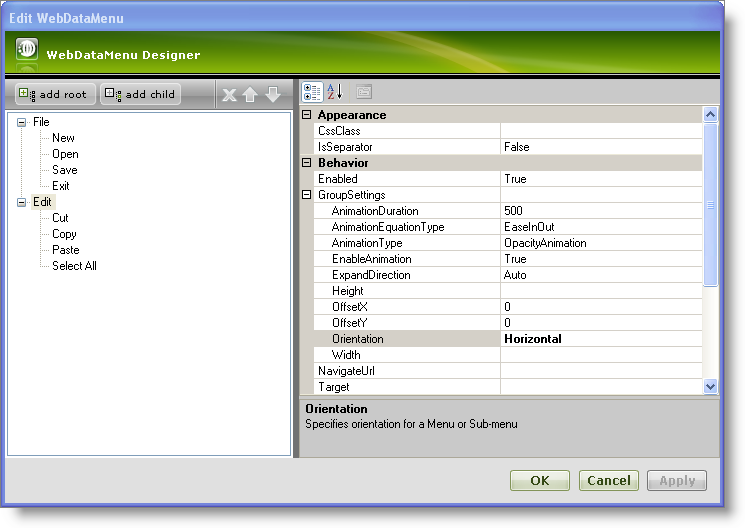 Edit WebDataMenu
WebDataMenu Designer
add root
add child
File
New
Open
Save
Exit
Edit
Cut
Copy
Paste
Select All
A
Z
Appearance
CssClass
IsSeparator False
Behavior
Enabled True
GroupSettings
AnimationDuration 500
AnimationEquationType EaseInOut
AnimationType OpacityAnimation
EnableAnimation True
ExpandDirection Auto
Height
OffsetX 0
OffsetY 0
Orientation Horizontal
Width
NavigateUrl
Target
Orientation
Specifies orientation for a Menu or Sub-menu
OK
Cancel
Apply